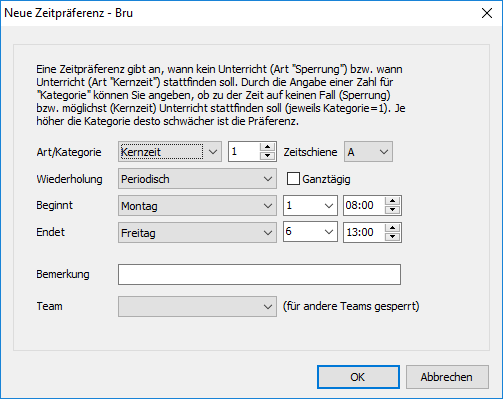 Neue Zeitpräferenz - Bru
Eine Zeitpräferenz gibt an, wann kein Unterricht (Art "Sperrung") bzw. wann
Unterricht (Art "Kernzeit") stattfinden soll. Durch die Angabe einer Zahl für
"Kategorie" können Sie angeben, ob zu der Zeit auf keinen Fall (Sperrung)
bzw. möglichst (Kernzeit) Unterricht stattfinden soll (jeweils Kategorie=1). Je
höher die Kategorie desto schwächer ist die Präferenz.
Art/Kategorie Kernzeit 1 Zeitschiene A
Wiederholung Periodisch Ganztägig
Beginnt Montag 1 08:00
Endet Freitag 6 13:00
Bemerkung
Team (für andere Teams gesperrt)
OK Abbrechen